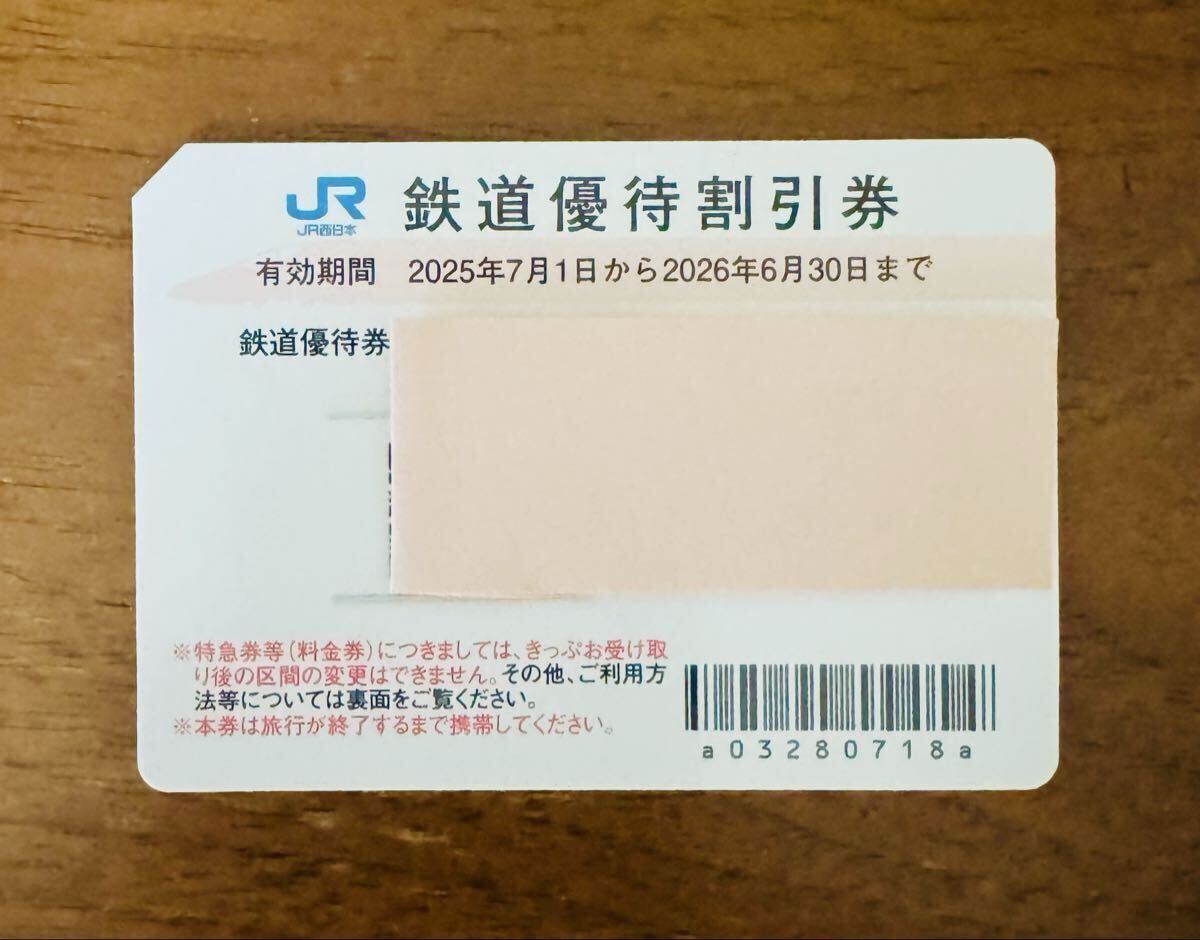 JR 鉄道優待割引券
JR西日本
有効期間 2025年7月1日から2026年6月30日まで
鉄道優待券
※特急券等(料金券)につきましては、きっぷお受け取
り後の区間の変更はできません。その他、ご利用方
法等については裏面をご覧ください。
※本券は旅行が終了するまで携帯してください。
a03280718a